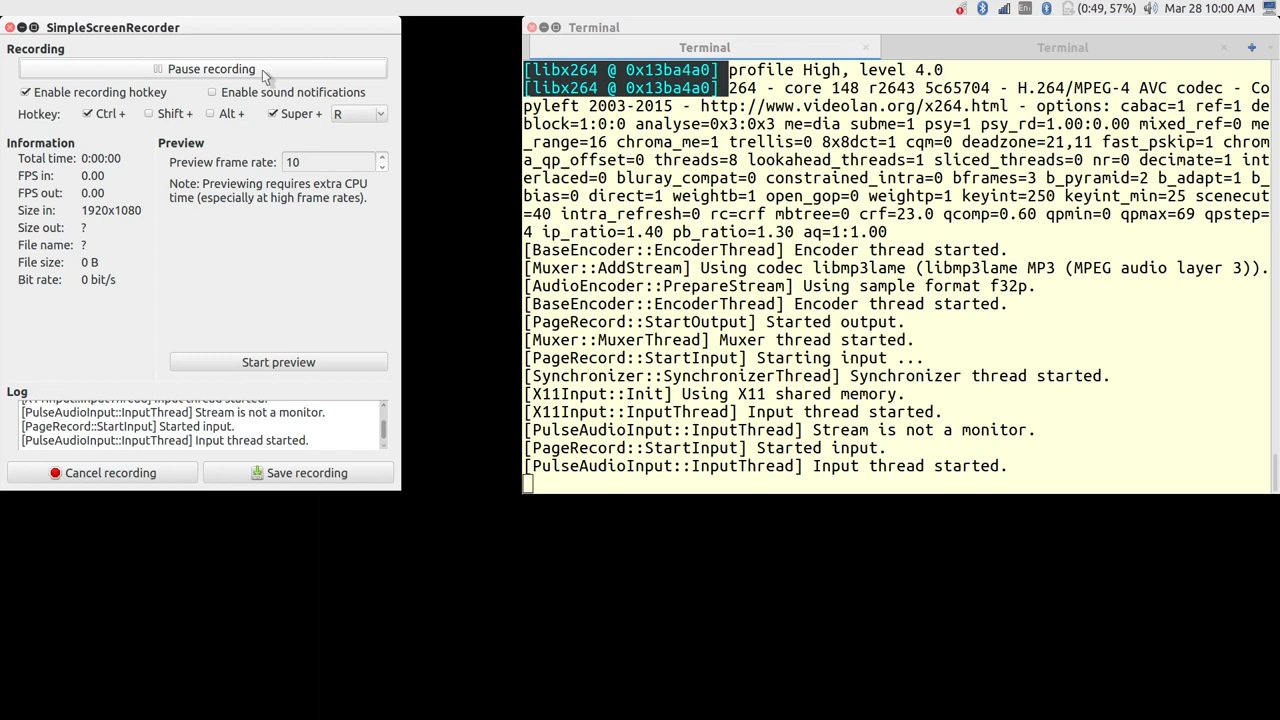 (0:49, 57%) Mar 28 10:00 AM
SimpleScreenRecorder
Recording
Pause recording
Enable recording hotkey Enable sound notifications
Hotkey: Ctrl + Shift + Alt + Super + R
Information
Total time: 0:00:00
FPS in: 0.00
FPS out: 0.00
Size in: 1920x1080
Size out: ?
File name: ?
File size: 0 B
Bit rate: 0 bit/s
Preview
Preview frame rate: 10
Note: Previewing requires extra CPU
time (especially at high frame rates).
Start preview
Log
[PulseAudioInput::InputThread] Stream is not a monitor.
[PageRecord::StartInput] Started input.
[PulseAudioInput::InputThread] Input thread started.
Cancel recording Save recording
Terminal
Terminal Terminal
[libx264 @ 0x13ba4a0] profile High, level 4.0
[libx264 @ 0x13ba4a0] 264 - core 148 r2643 5c65704 - H.264/MPEG-4 AVC codec - Co
pyleft 2003-2015 - http://www.videolan.org/x264.html - options: cabac=1 ref=1 de
block=1:0:0 analyse=0x3:0x3 me=dia subme=1 psy=1 psy_rd=1.00:0.00 mixed_ref=0 me
_range=16 chroma_me=1 trellis=0 8x8dct=1 cqm=0 deadzone=21,11 fast_pskip=1 chrom
a_qp_offset=0 threads=8 lookahead_threads=1 sliced_threads=0 nr=0 decimate=1 int
erlaced=0 bluray_compat=0 constrained_intra=0 bframes=3 b_pyramid=2 b_adapt=1 b_
bias=0 direct=1 weightb=1 open_gop=0 weightp=1 keyint=250 keyint_min=25 scenecut
=40 intra_refresh=0 rc=crf mbtree=0 crf=23.0 qcomp=0.60 qpmin=0 qpmax=69 qpstep=
4 ip_ratio=1.40 pb_ratio=1.30 aq=1:1.00
[BaseEncoder::EncoderThread] Encoder thread started.
[Muxer::AddStream] Using codec libmp3lame (libmp3lame MP3 (MPEG audio layer 3)).
[AudioEncoder::PrepareStream] Using sample format f32p.
[BaseEncoder::EncoderThread] Encoder thread started.
[PageRecord::StartOutput] Started output.
[Muxer::MuxerThread] Muxer thread started.
[PageRecord::StartInput] Starting input ...
[Synchronizer::SynchronizerThread] Synchronizer thread started.
[X11Input::Init] Using X11 shared memory.
[X11Input::InputThread] Input thread started.
[PulseAudioInput::InputThread] Stream is not a monitor.
[PageRecord::StartInput] Started input.
[PulseAudioInput::InputThread] Input thread started.